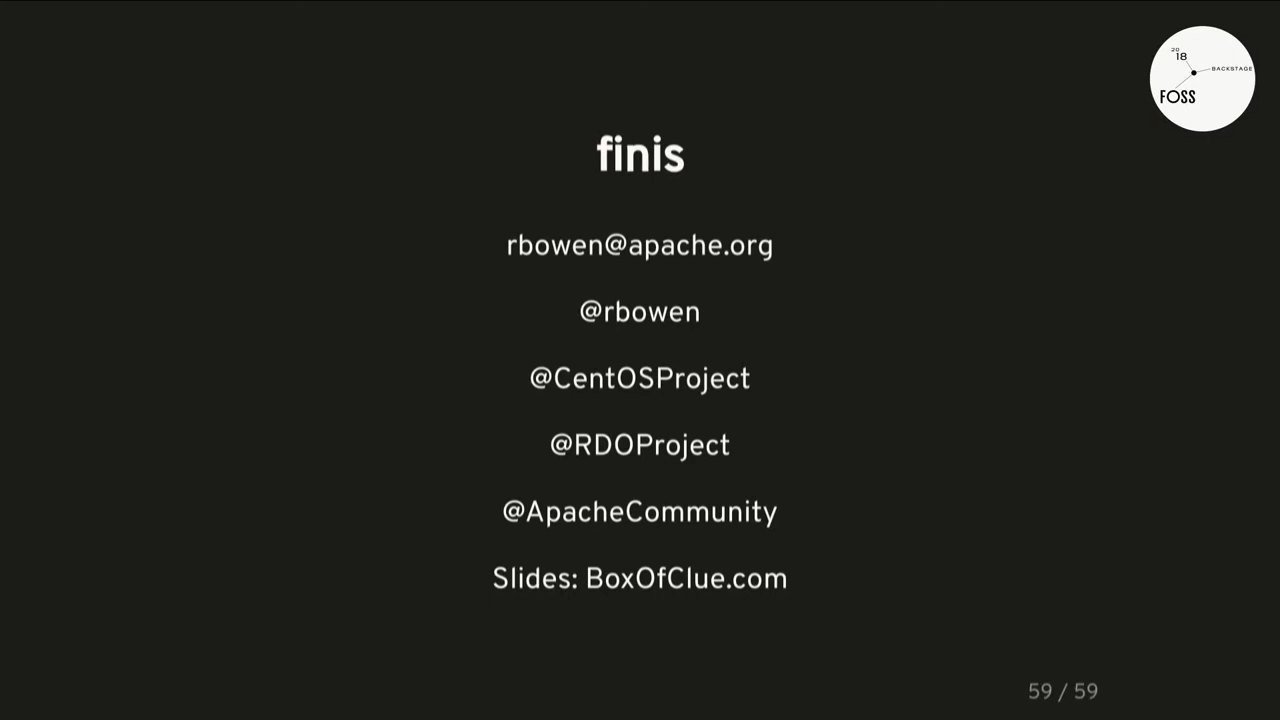 20
18
BACKSTAGE
FOSS
finis
rbowen@apache.org
@rbowen
@CentOSProject
@RDOProject
@ApacheCommunity
Slides: BoxOfClue.com
59 / 59